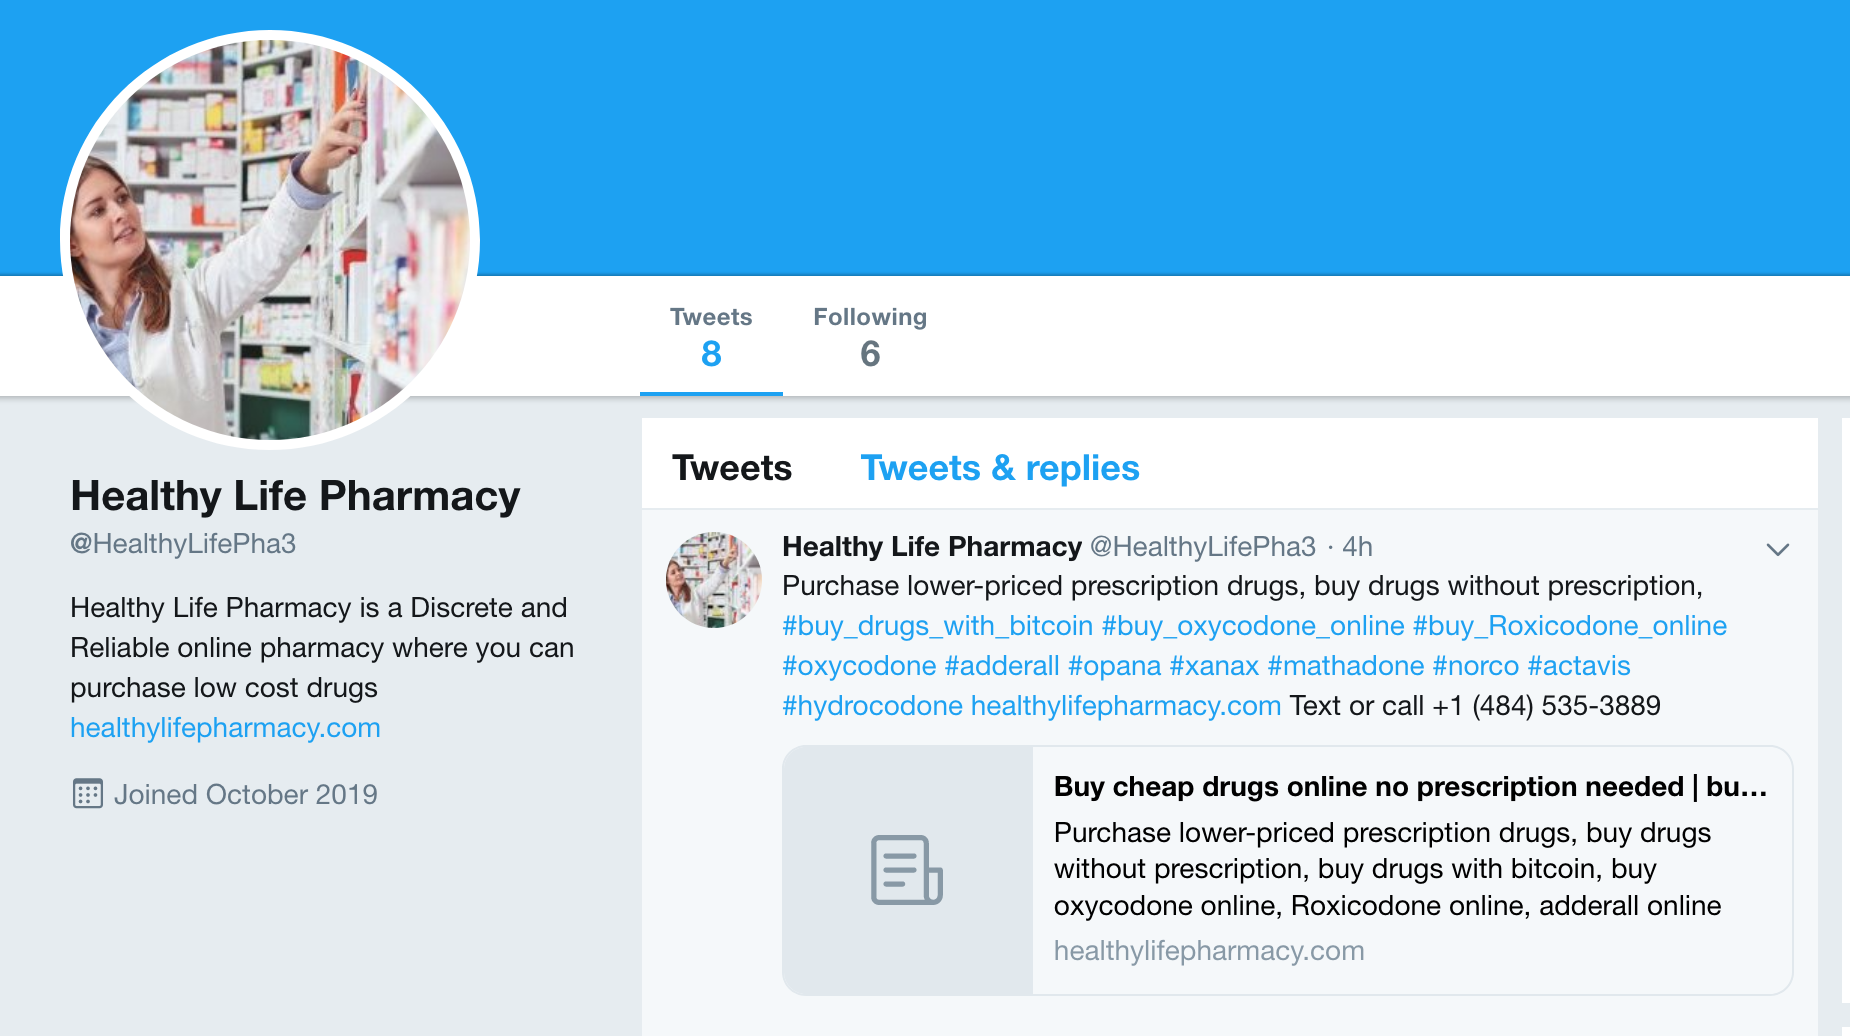 Tweets
8
Following
6
Healthy Life Pharmacy
@HealthyLifePha3
Healthy Life Pharmacy is a Discrete and
Reliable online pharmacy where you can
purchase low cost drugs
healthylifepharmacy.com
Joined October 2019
Tweets
Tweets & replies
Healthy Life Pharmacy @HealthyLifePha3 · 4h
Purchase lower-priced prescription drugs, buy drugs without prescription,
#buy_drugs_with_bitcoin #buy_oxycodone_online #buy_Roxicodone_online
#oxycodone #adderall #opana #xanax #mathadone #norco #actavis
#hydrocodone healthylifepharmacy.com Text or call +1 (484) 535-3889
Buy cheap drugs online no prescription needed | bu...
Purchase lower-priced prescription drugs, buy drugs
without prescription, buy drugs with bitcoin, buy
oxycodone online, Roxicodone online, adderall online
healthylifepharmacy.com